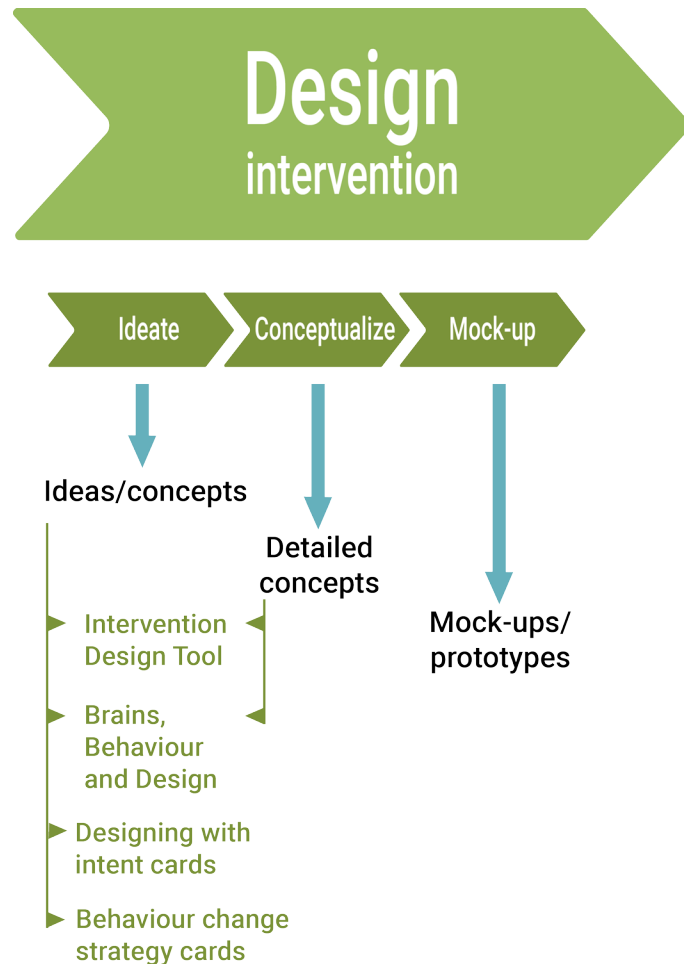 Design
intervention
Ideate
Conceptualize
Mock-up
Ideas/concepts
Detailed
concepts
Mock-ups/
prototypes
Intervention
Design Tool
Brains,
Behaviour
and Design
Designing with
intent cards
Behaviour change
strategy cards